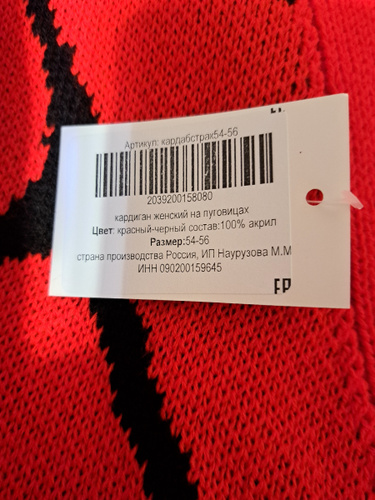 Артикул: кардабстрак54-56
2039200158080
кардиган женский на пуговицах
Цвет: красный-черный состав:100% акрил
Размер:54-56
страна производства Россия, ИП Наурузова М.М
ИНН 090200159645